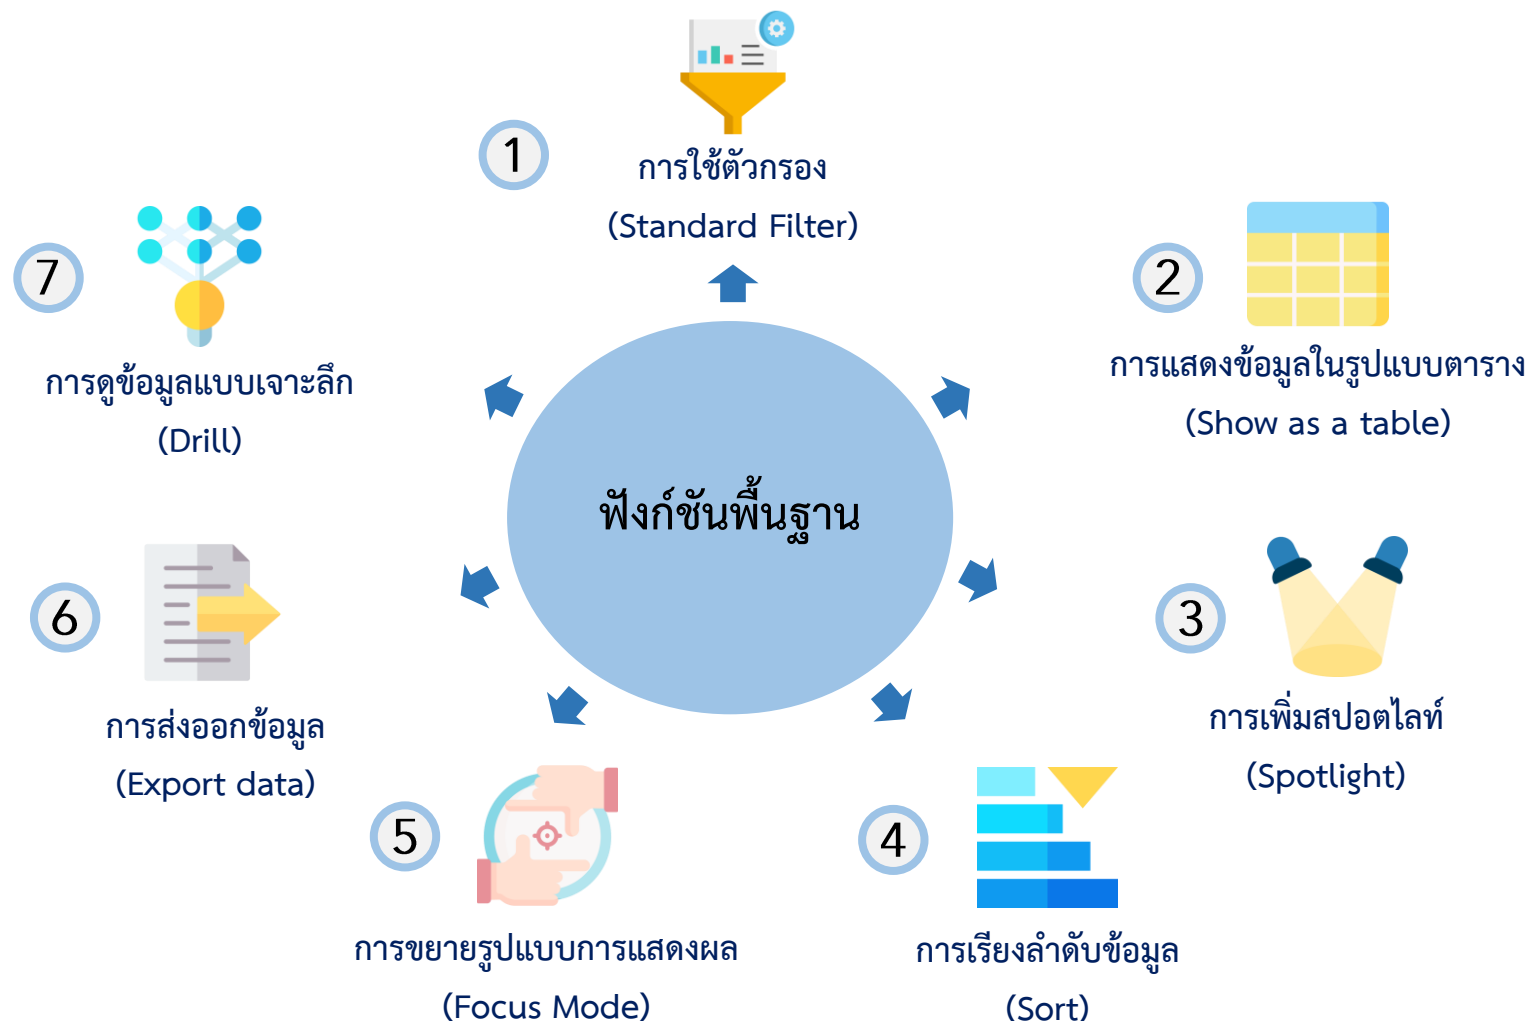 ฟังก์ชันพื้นฐาน
1
การใช้ตัวกรอง
(Standard Filter)
2
การแสดงข้อมูลในรูปแบบตาราง
(Show as a table)
3
การเพิ่มสปอตไลท์
(Spotlight)
4
การเรียงลำดับข้อมูล
(Sort)
5
การขยายรูปแบบการแสดงผล
(Focus Mode)
6
การส่งออกข้อมูล
(Export data)
7
การดูข้อมูลแบบเจาะลึก
(Drill)